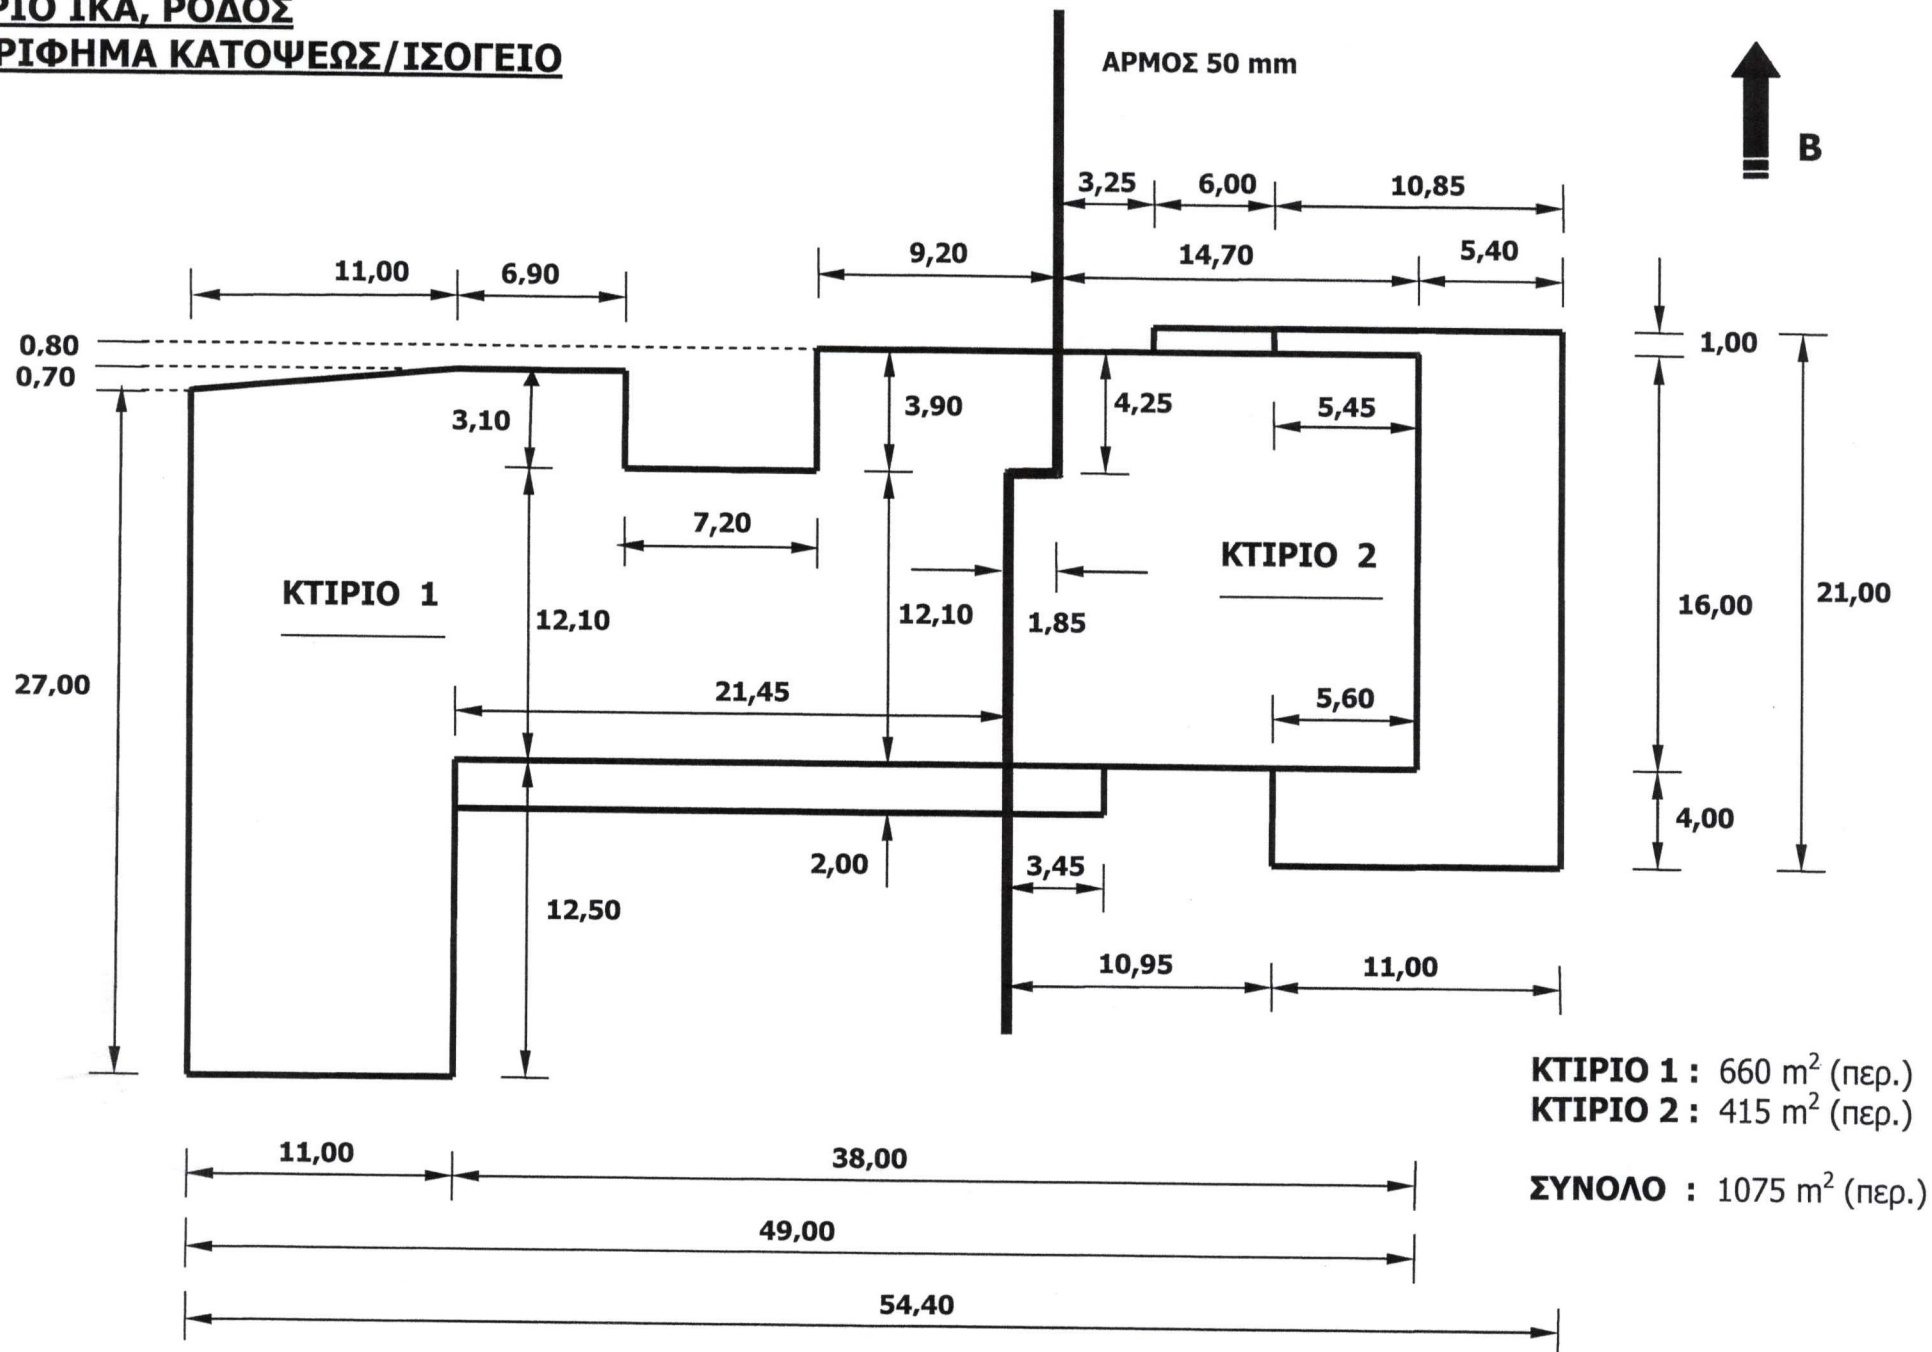 ΡΙΟ ΙΚΑ, ΡΟΔΟΣ
ΡΙΦΗΜΑ ΚΑΤΟΨΕΩΣ/ΙΣΟΓΕΙΟ
ΑΡΜΟΣ 50 mm
Β
3,25 6,00 10,85
9,20 14,70 5,40
11,00 6,90
0,80
0,70
1,00
3,10 3,90 4,25 5,45
7,20
ΚΤΙΡΙΟ 1
ΚΤΙΡΙΟ 2
12,10 12,10 1,85
16,00 21,00
27,00
21,45 5,60
2,00 3,45 4,00
12,50
10,95 11,00
ΚΤΙΡΙΟ 1 : 660 m² (περ.)
ΚΤΙΡΙΟ 2 : 415 m² (περ.)
ΣΥΝΟΛΟ : 1075 m² (περ.)
11,00 38,00
49,00
54,40